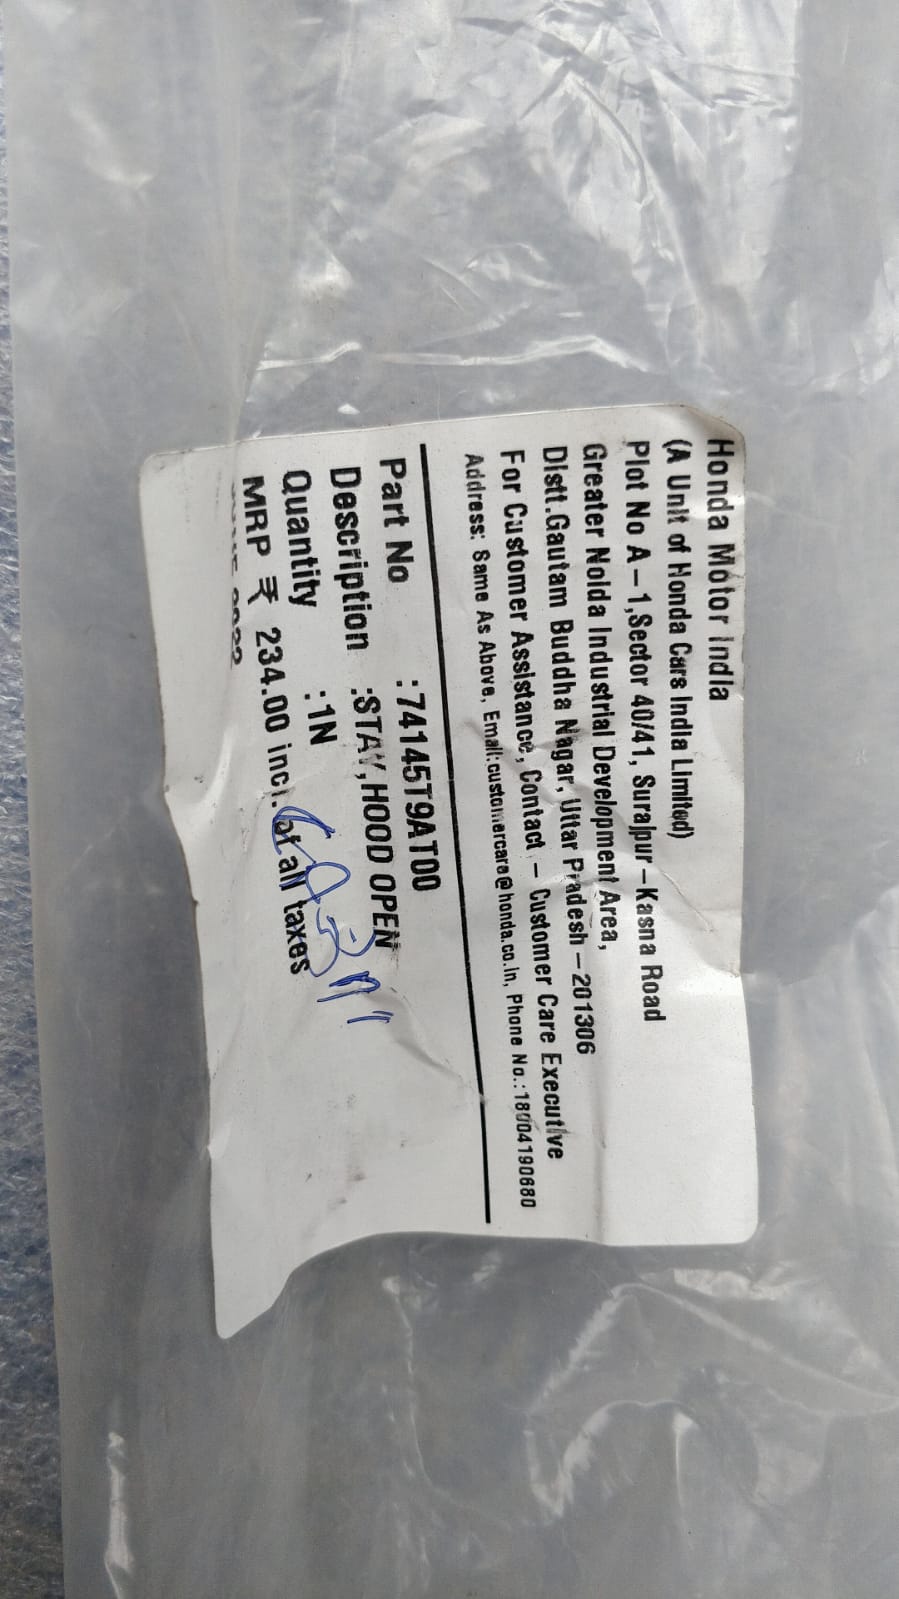 Honda Motor India
(A Unit of Honda Cars India Limited)
Plot No A-1,Sector 40/41, Surajpur-Kasna Road
Greater Noida Industrial Development Area,
Distt.Gautam Buddha Nagar, Uttar Pradesh-201306
For Customer Assistance, Contact - Customer Care Executive
Address: Same As Above, Email:customercare@honda.co.in, Phone No.:18004190680
Part No :74145T9AT00
Description :STAY,HOOD OPEN
Quantity :1N
MRP ₹ 234.00 incl. of all taxes